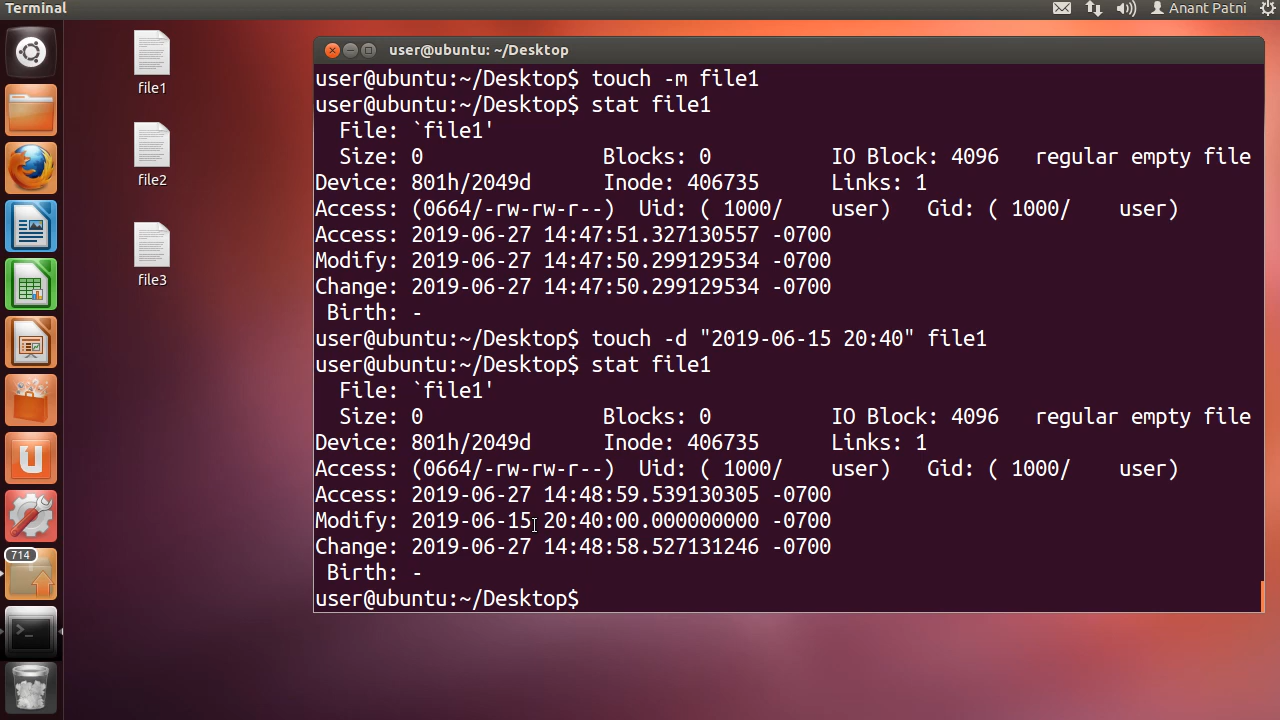 Terminal
Anant Patni
file1
file2
file3
714
user@ubuntu: ~/Desktop
user@ubuntu:~/Desktop$ touch -m file1
user@ubuntu:~/Desktop$ stat file1
  File: `file1'
  Size: 0               Blocks: 0          IO Block: 4096   regular empty file
Device: 801h/2049d      Inode: 406735      Links: 1
Access: (0664/-rw-rw-r--)  Uid: ( 1000/    user)   Gid: ( 1000/    user)
Access: 2019-06-27 14:47:51.327130557 -0700
Modify: 2019-06-27 14:47:50.299129534 -0700
Change: 2019-06-27 14:47:50.299129534 -0700
 Birth: -
user@ubuntu:~/Desktop$ touch -d "2019-06-15 20:40" file1
user@ubuntu:~/Desktop$ stat file1
  File: `file1'
  Size: 0               Blocks: 0          IO Block: 4096   regular empty file
Device: 801h/2049d      Inode: 406735      Links: 1
Access: (0664/-rw-rw-r--)  Uid: ( 1000/    user)   Gid: ( 1000/    user)
Access: 2019-06-27 14:48:59.539130305 -0700
Modify: 2019-06-15 20:40:00.000000000 -0700
Change: 2019-06-27 14:48:58.527131246 -0700
 Birth: -
user@ubuntu:~/Desktop$